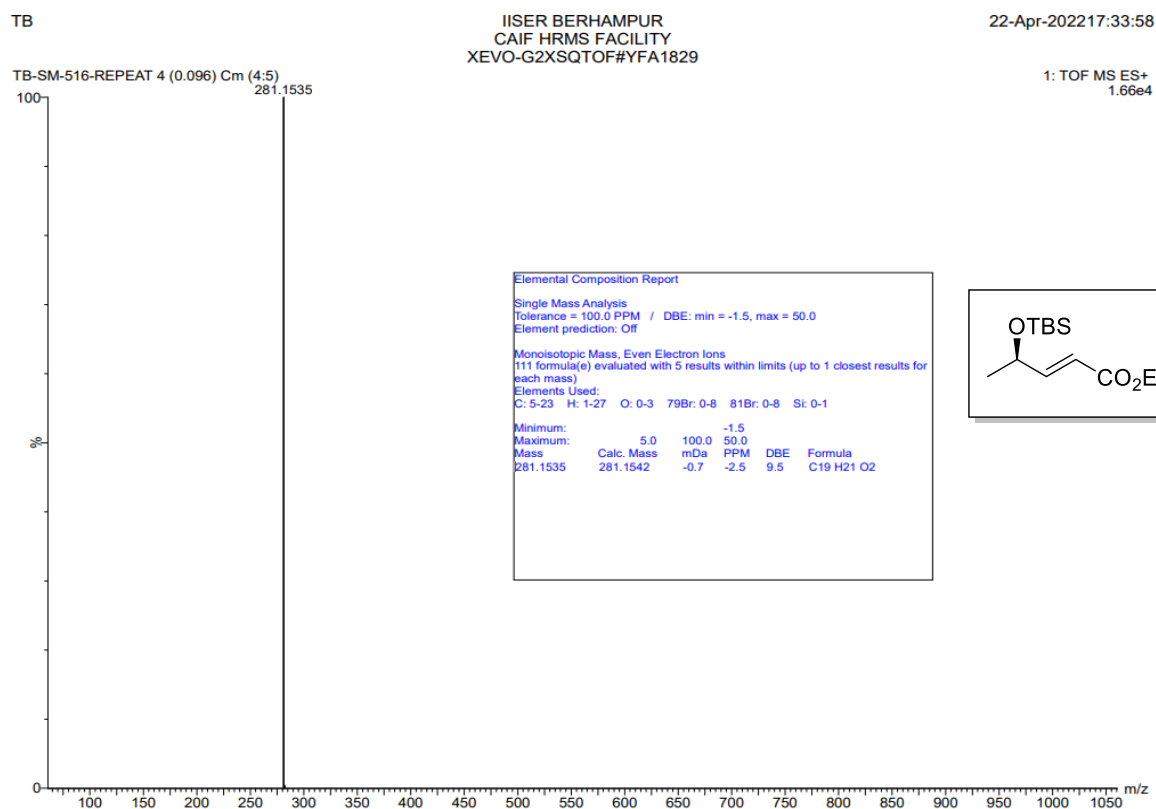 TB
IISER BERHAMPUR
22-Apr-202217:33:58
CAIF HRMS FACILITY
XEVO-G2XSQTOF#YFA1829
TB-SM-516-REPEAT 4 (0.096) Cm (4:5)
1: TOF MS ES+
1.66e4
281.1535
100
%
0
Elemental Composition Report
Single Mass Analysis
Tolerance = 100.0 PPM / DBE: min = -1.5, max = 50.0
Element prediction: Off
Monoisotopic Mass, Even Electron Ions
111 formula(e) evaluated with 5 results within limits (up to 1 closest results for
each mass)
Elements Used:
C: 5-23 H: 1-27 O: 0-3 79Br: 0-8 81Br: 0-8 Si: 0-1
Minimum: -1.5
Maximum: 5.0 100.0 50.0
Mass Calc. Mass mDa PPM DBE Formula
281.1535 281.1542 -0.7 -2.5 9.5 C19 H21 O2
OTBS
CO2E
100 150 200 250 300 350 400 450 500 550 600 650 700 750 800 850 900 950 1000 1050 m/z